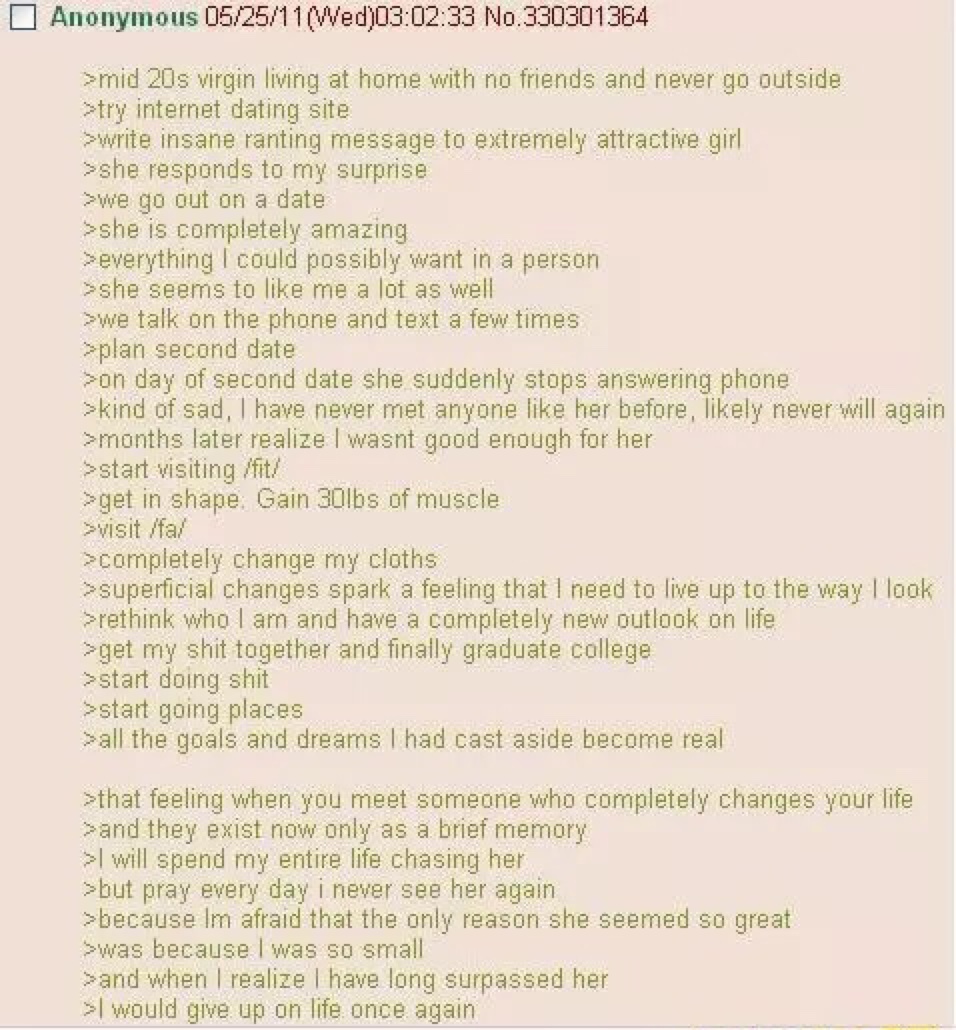 Anonymous 05/25/11(Wed)03:02:33 No.330301364
>mid 20s virgin living at home with no friends and never go outside
>try internet dating site
>write insane ranting message to extremely attractive girl
>she responds to my surprise
>we go out on a date
>she is completely amazing
>everything I could possibly want in a person
>she seems to like me a lot as well
>we talk on the phone and text a few times
>plan second date
>on day of second date she suddenly stops answering phone
>kind of sad, I have never met anyone like her before, likely never will again
>months later realize I wasnt good enough for her
>start visiting /fit/
>get in shape. Gain 30lbs of muscle
>visit /fa/
>completely change my cloths
>superficial changes spark a feeling that I need to live up to the way I look
>rethink who I am and have a completely new outlook on life
>get my shit together and finally graduate college
>start doing shit
>start going places
>all the goals and dreams I had cast aside become real
>that feeling when you meet someone who completely changes your life
>and they exist now only as a brief memory
>I will spend my entire life chasing her
>but pray every day i never see her again
>because Im afraid that the only reason she seemed so great
>was because I was so small
>and when I realize I have long surpassed her
>I would give up on life once again